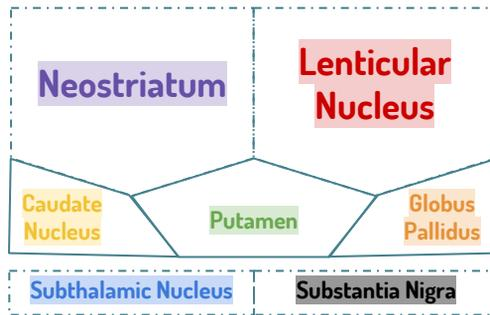 Neostriatum
Lenticular
Nucleus
Caudate
Nucleus
Putamen
Globus
Pallidus
Subthalamic Nucleus
Substantia Nigra